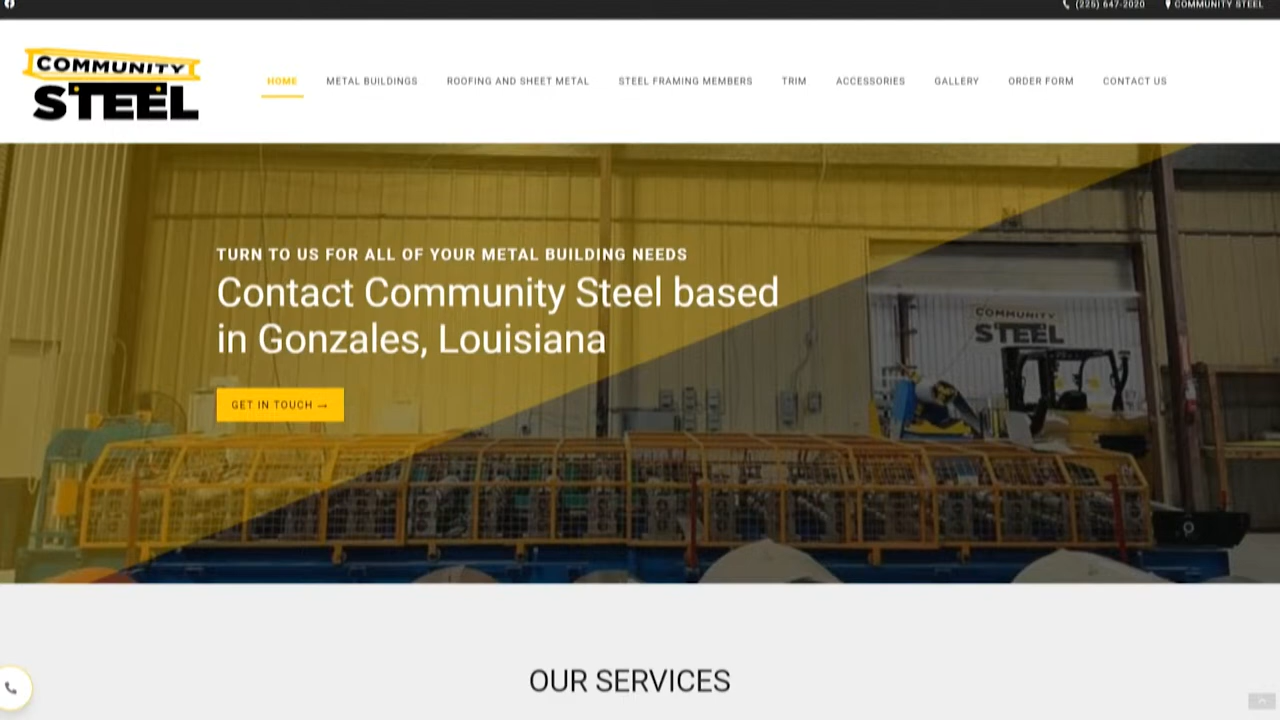 (225) 647-2020 COMMUNITY STEEL
COMMUNITY
STEEL
HOME METAL BUILDINGS ROOFING AND SHEET METAL STEEL FRAMING MEMBERS TRIM ACCESSORIES GALLERY ORDER FORM CONTACT US
TURN TO US FOR ALL OF YOUR METAL BUILDING NEEDS
Contact Community Steel based
in Gonzales, Louisiana
COMMUNITY
STEEL
GET IN TOUCH →
OUR SERVICES